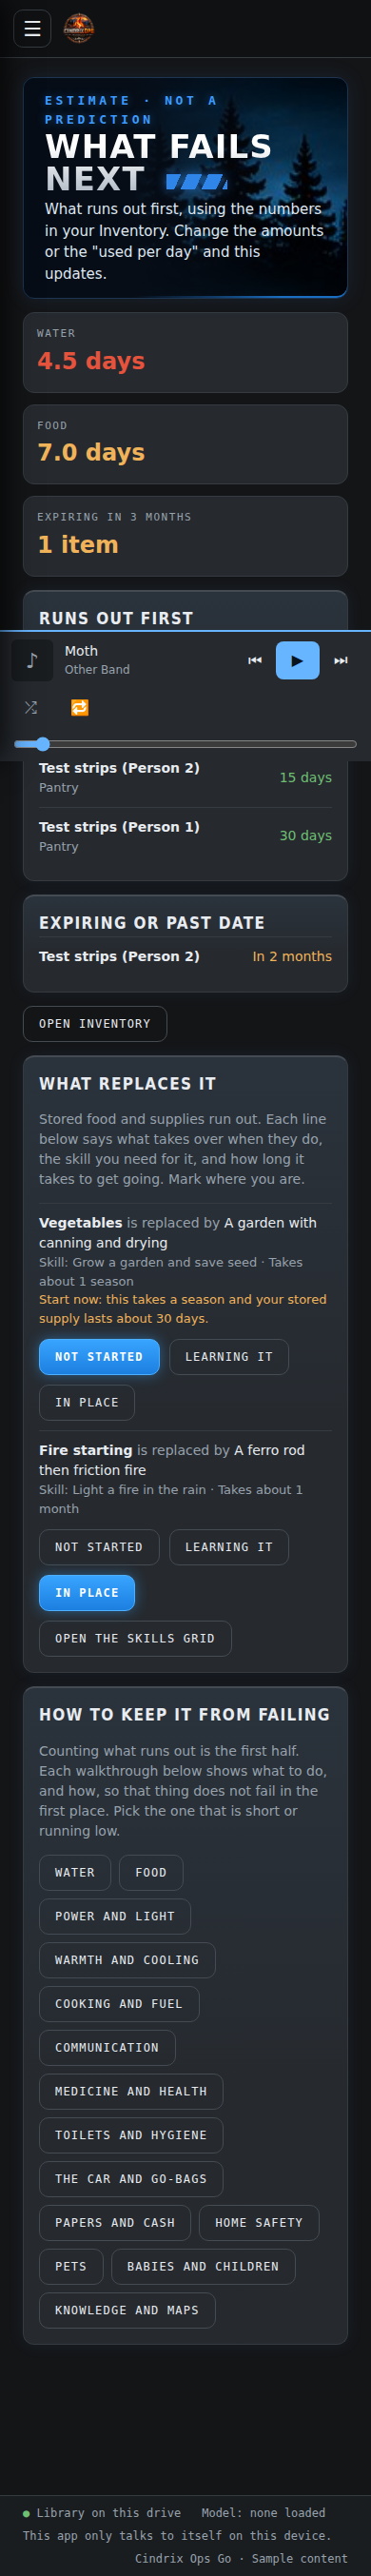 ESTIMATE · NOT A
PREDICTION
WHAT FAILS
NEXT
What runs out first, using the numbers
in your Inventory. Change the amounts
or the "used per day" and this
updates.
WATER
4.5 days
FOOD
7.0 days
EXPIRING IN 3 MONTHS
1 item
RUNS OUT FIRST
Moth
Other Band
Test strips (Person 2)
15 days
Pantry
Test strips (Person 1)
30 days
Pantry
EXPIRING OR PAST DATE
Test strips (Person 2) In 2 months
OPEN INVENTORY
WHAT REPLACES IT
Stored food and supplies run out. Each line
below says what takes over when they do,
the skill you need for it, and how long it
takes to get going. Mark where you are.
Vegetables is replaced by A garden with
canning and drying
Skill: Grow a garden and save seed · Takes
about 1 season
Start now: this takes a season and your stored
supply lasts about 30 days.
NOT STARTED LEARNING IT
IN PLACE
Fire starting is replaced by A ferro rod
then friction fire
Skill: Light a fire in the rain · Takes about 1
month
NOT STARTED LEARNING IT
IN PLACE
OPEN THE SKILLS GRID
HOW TO KEEP IT FROM FAILING
Counting what runs out is the first half.
Each walkthrough below shows what to do,
and how, so that thing does not fail in the
first place. Pick the one that is short or
running low.
WATER FOOD
POWER AND LIGHT
WARMTH AND COOLING
COOKING AND FUEL
COMMUNICATION
MEDICINE AND HEALTH
TOILETS AND HYGIENE
THE CAR AND GO-BAGS
PAPERS AND CASH HOME SAFETY
PETS BABIES AND CHILDREN
KNOWLEDGE AND MAPS
Library on this drive Model: none loaded
This app only talks to itself on this device.
Cindrix Ops Go · Sample content